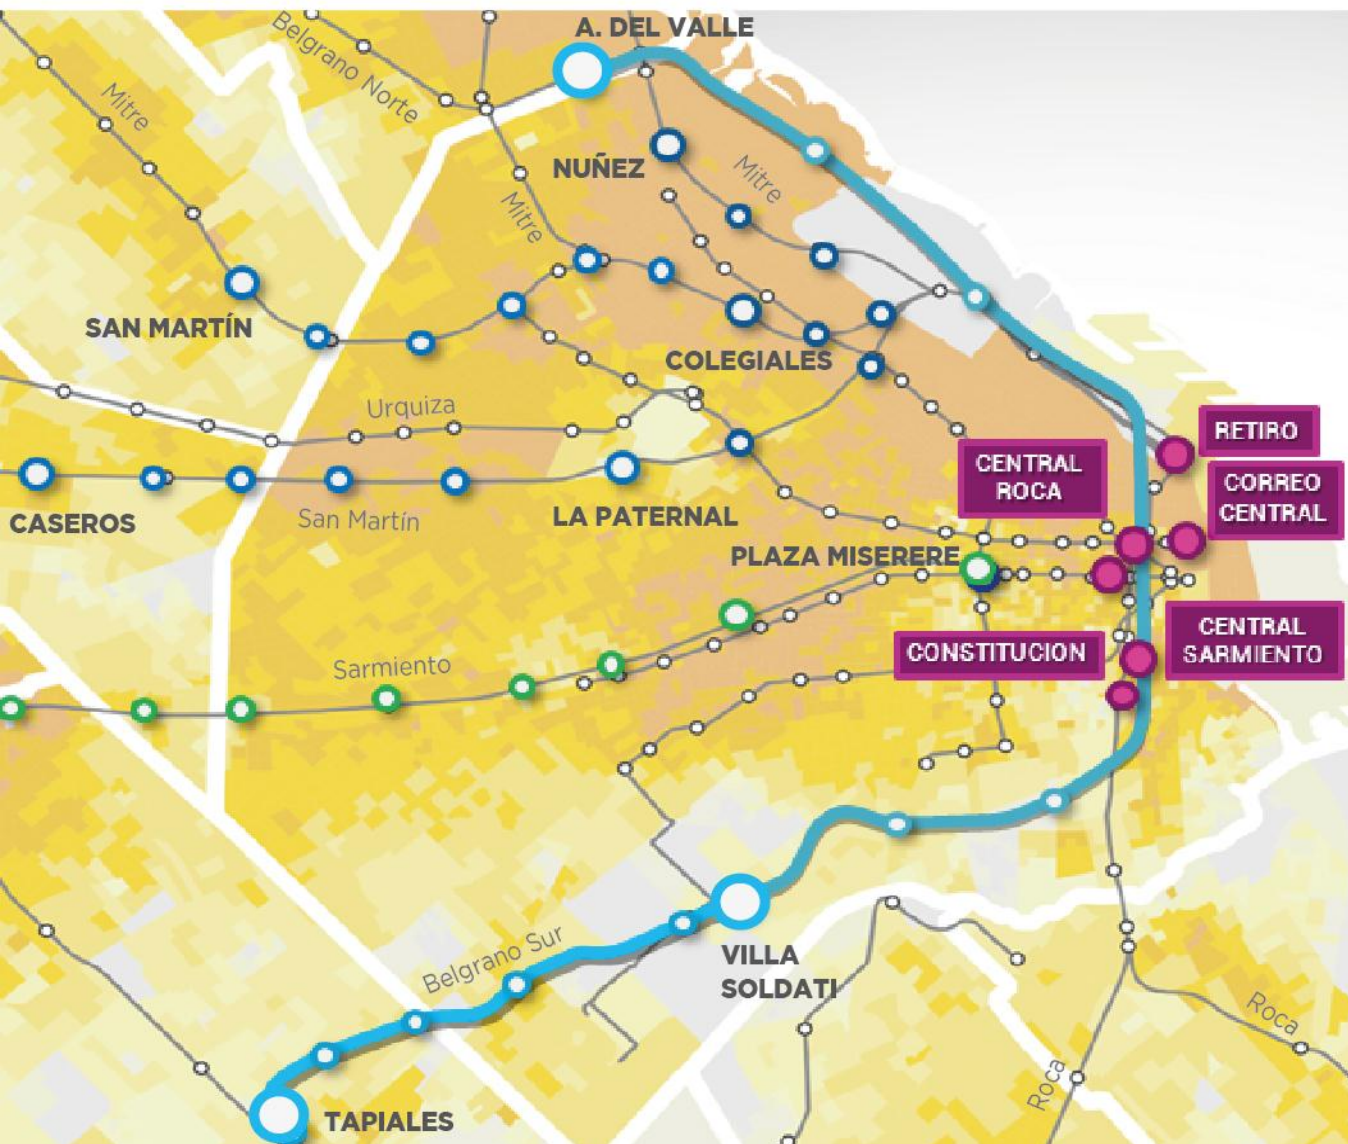 A. DEL VALLE
Belgrano Norte
Mitre
NUÑEZ
Mitre
Mitre
SAN MARTÍN
COLEGIALES
Urquiza
RETIRO
CENTRAL
ROCA
CORREO
CENTRAL
CASEROS
San Martín
LA PATERNAL
PLAZA MISERERE
Sarmiento
CONSTITUCION
CENTRAL
SARMIENTO
Belgrano Sur
VILLA
SOLDATI
Roca
Roca
TAPIALES